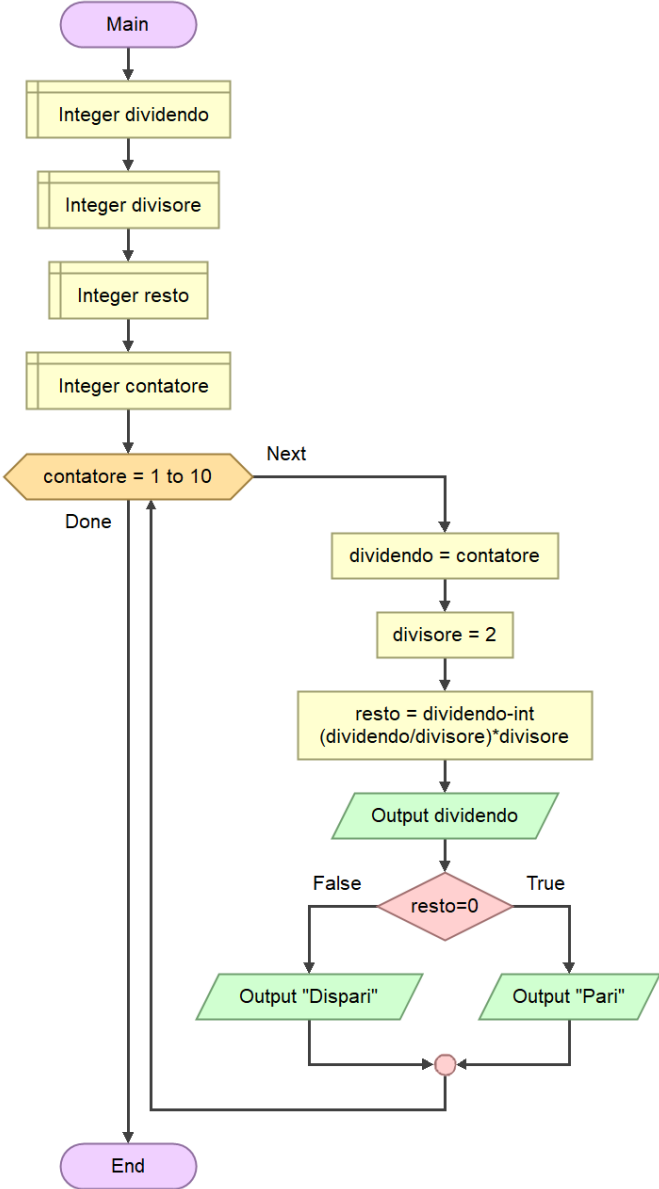 Main
Integer dividendo
Integer divisore
Integer resto
Integer contatore
contatore = 1 to 10
Next
Done
dividendo = contatore
divisore = 2
resto = dividendo-int
(dividendo/divisore)*divisore
Output dividendo
False
True
resto=0
Output "Dispari"
Output "Pari"
End